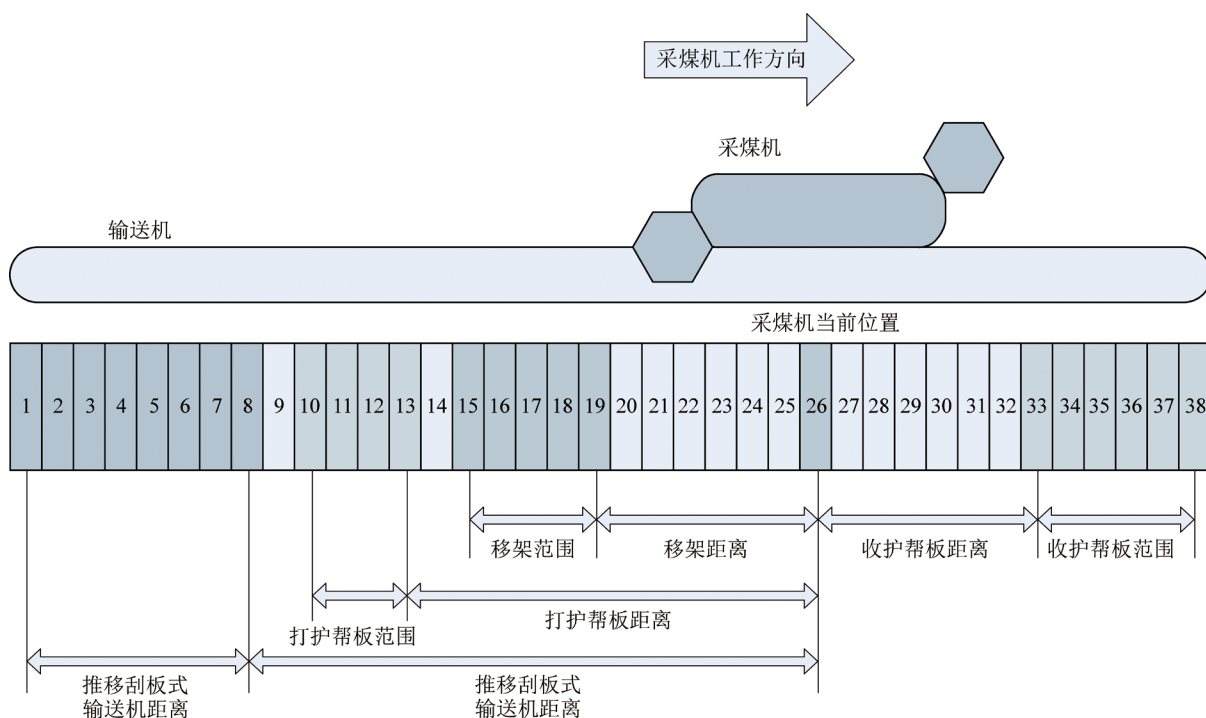 采煤机工作方向
采煤机
输送机
采煤机当前位置
1 2 3 4 5 6 7 8 9 10 11 12 13 14 15 16 17 18 19 20 21 22 23 24 25 26 27 28 29 30 31 32 33 34 35 36 37 38
移架范围 移架距离 收护帮板距离 收护帮板范围
打护帮板范围 打护帮板距离
推移刮板式 推移刮板式
输送机距离 输送机距离